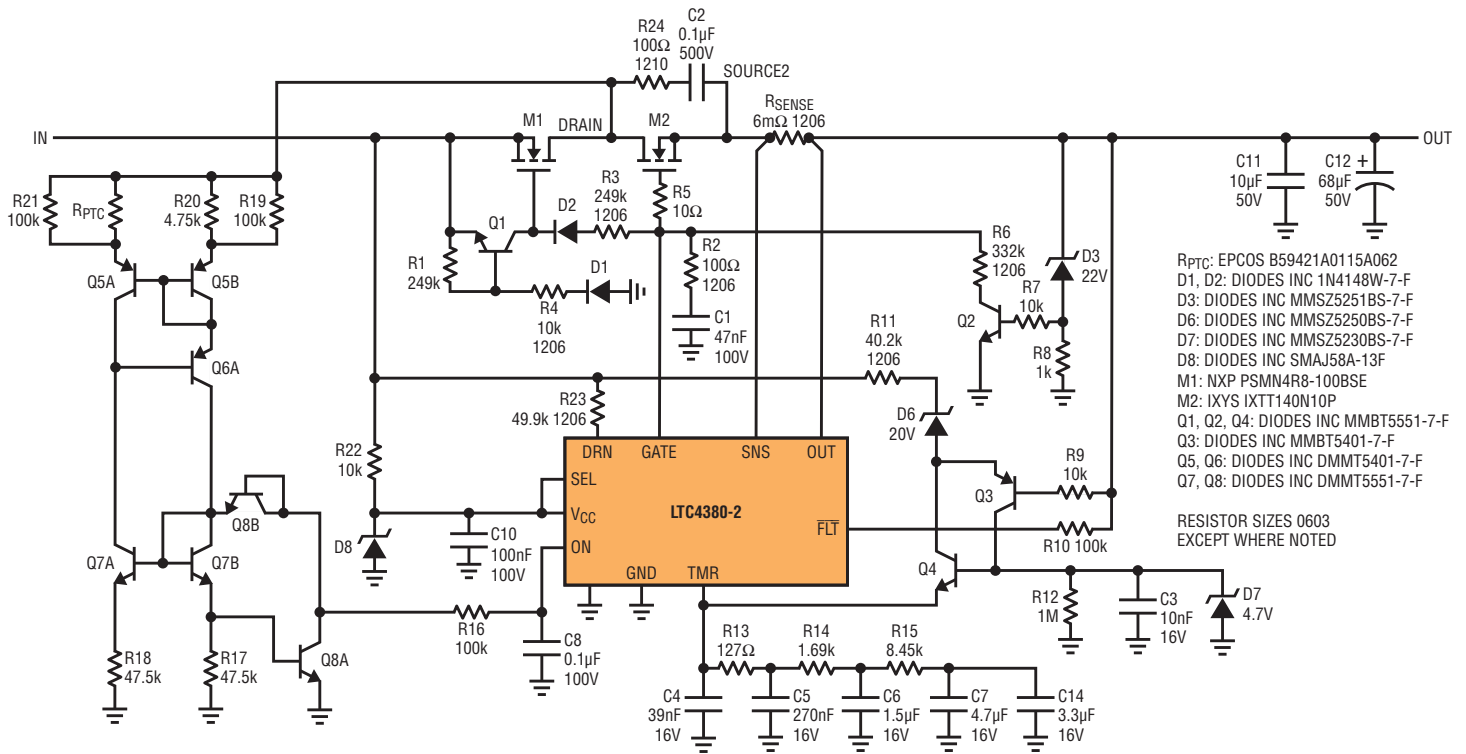 R24
100Ω
1210
C2
0.1µF
500V
SOURCE2
RSENSE
6mΩ 1206
IN
M1
DRAIN
M2
OUT
R21
100k
RPTC
R20
4.75k
R19
100k
Q1
D2
R3
249k
1206
R5
10Ω
C11
10µF
50V
C12
68µF
50V
+
R1
249k
R4
10k
1206
D1
R2
100Ω
1206
C1
47nF
100V
R6
332k
1206
D3
22V
R7
10k
Q2
R8
1k
Q5A
Q5B
Q6A
R11
40.2k
1206
RPTC: EPCOS B59421A0115A062
D1, D2: DIODES INC 1N4148W-7-F
D3: DIODES INC MMSZ5251BS-7-F
D6: DIODES INC MMSZ5250BS-7-F
D7: DIODES INC MMSZ5230BS-7-F
D8: DIODES INC SMAJ58A-13F
M1: NXP PSMN4R8-100BSE
M2: IXYS IXTT140N10P
Q1, Q2, Q4: DIODES INC MMBT5551-7-F
Q3: DIODES INC MMBT5401-7-F
Q5, Q6: DIODES INC DMMT5401-7-F
Q7, Q8: DIODES INC DMMT5551-7-F
RESISTOR SIZES 0603
EXCEPT WHERE NOTED
R23
49.9k 1206
D6
20V
R22
10k
DRN
GATE
SNS
OUT
SEL
VCC
ON
LTC4380-2
FLT
GND
TMR
Q3
R9
10k
R10 100k
Q8B
D8
C10
100nF
100V
Q7A
Q7B
Q4
R12
1M
C3
10nF
16V
D7
4.7V
R16
100k
C8
0.1µF
100V
R18
47.5k
R17
47.5k
Q8A
R13
127Ω
R14
1.69k
R15
8.45k
C4
39nF
16V
C5
270nF
16V
C6
1.5µF
16V
C7
4.7µF
16V
C14
3.3µF
16V